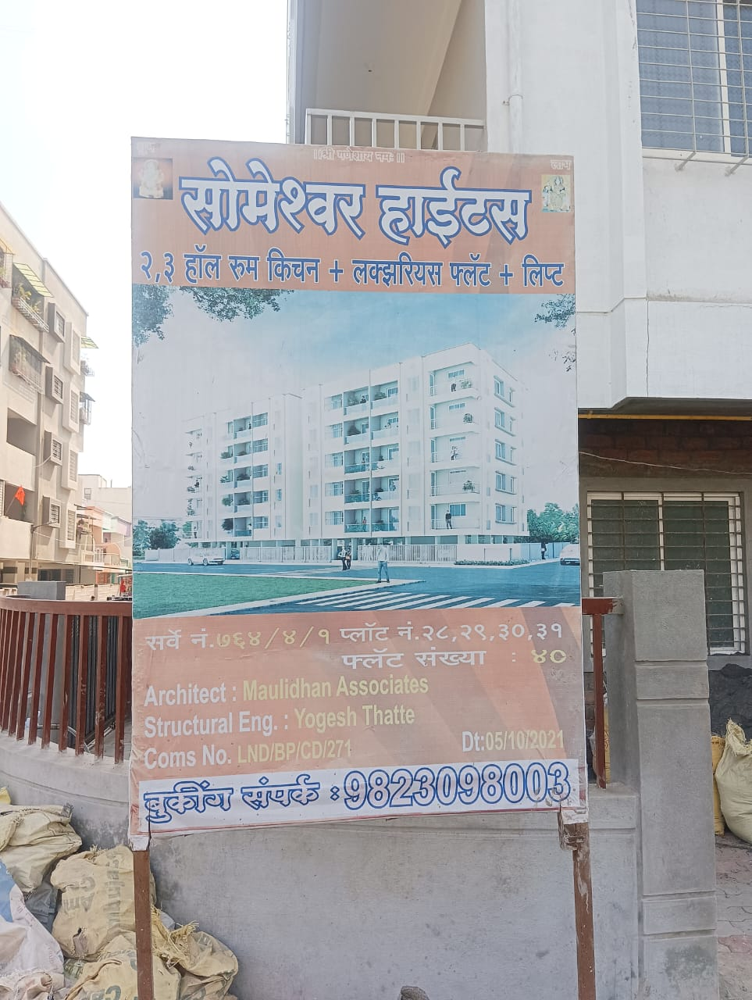 ||श्री गणेशाय नमः||
लाभ
सोमेश्वर हाईटस
२,३ हॉल रूम किचन + लक्झरियस फ्लॅट + लिफ्ट
सर्वे नं.७६४/४/१ प्लॉट नं.२८,२९,३०,३१
फ्लॅट संख्या : ४०
Architect : Maulidhan Associates
Structural Eng. : Yogesh Thatte
Coms No. LND/BP/CD/271 Dt:05/10/2021
बुकींग संपर्क :9823098003